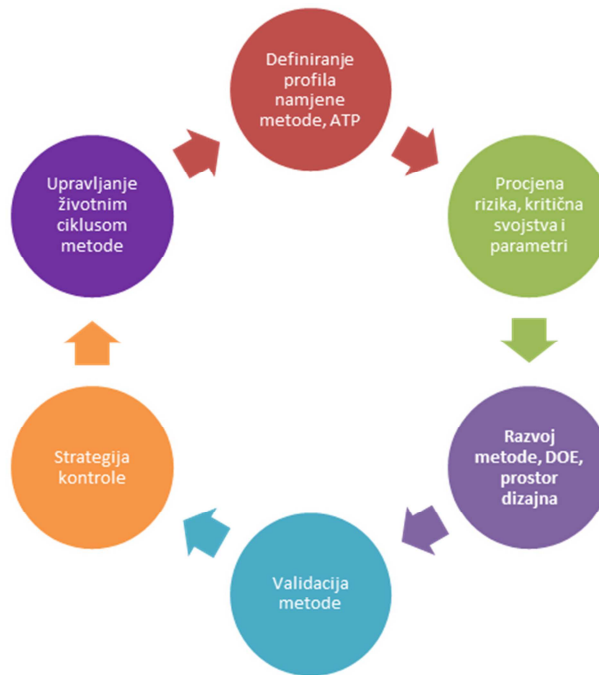 Definiranje
profila
namjene
metode, ATP
Procjena
rizika, kritična
svojstva i
parametri
Razvoj
metode, DOE,
prostor
dizajna
Validacija
metode
Strategija
kontrole
Upravljanje
životnim
ciklusom
metode